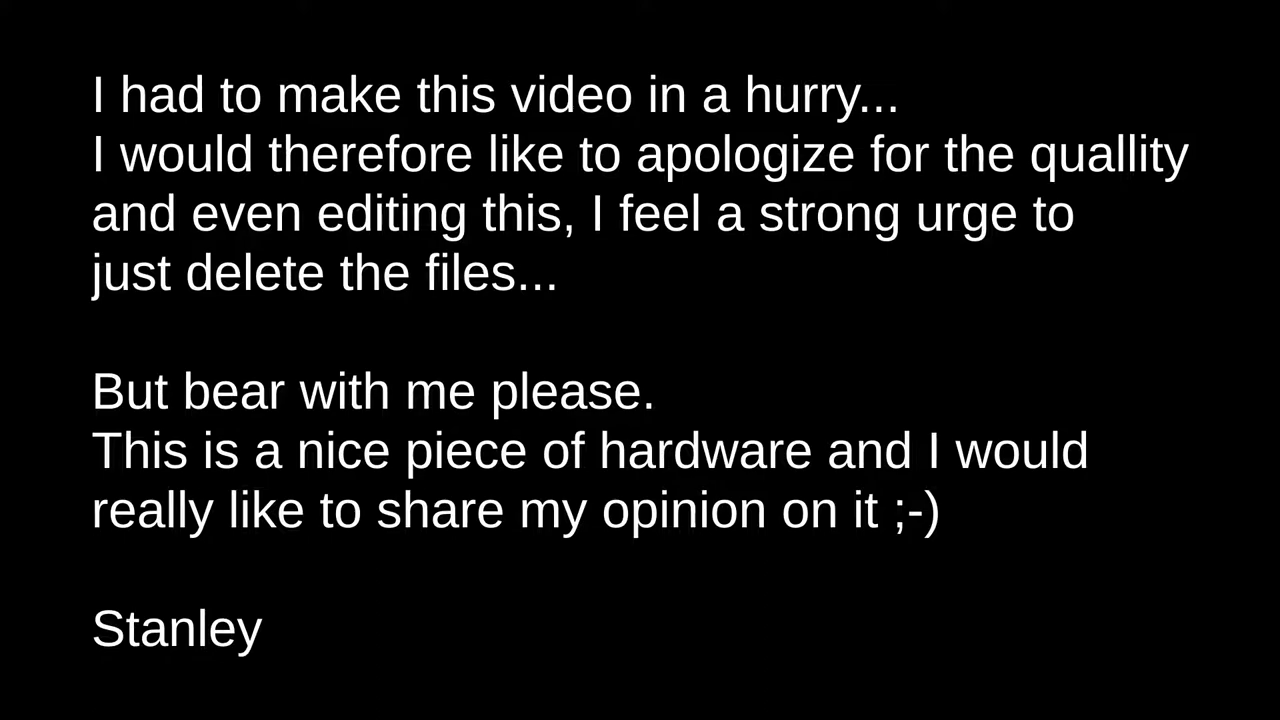 I had to make this video in a hurry...
I would therefore like to apologize for the quallity
and even editing this, I feel a strong urge to
just delete the files...
But bear with me please.
This is a nice piece of hardware and I would
really like to share my opinion on it ;-)
Stanley